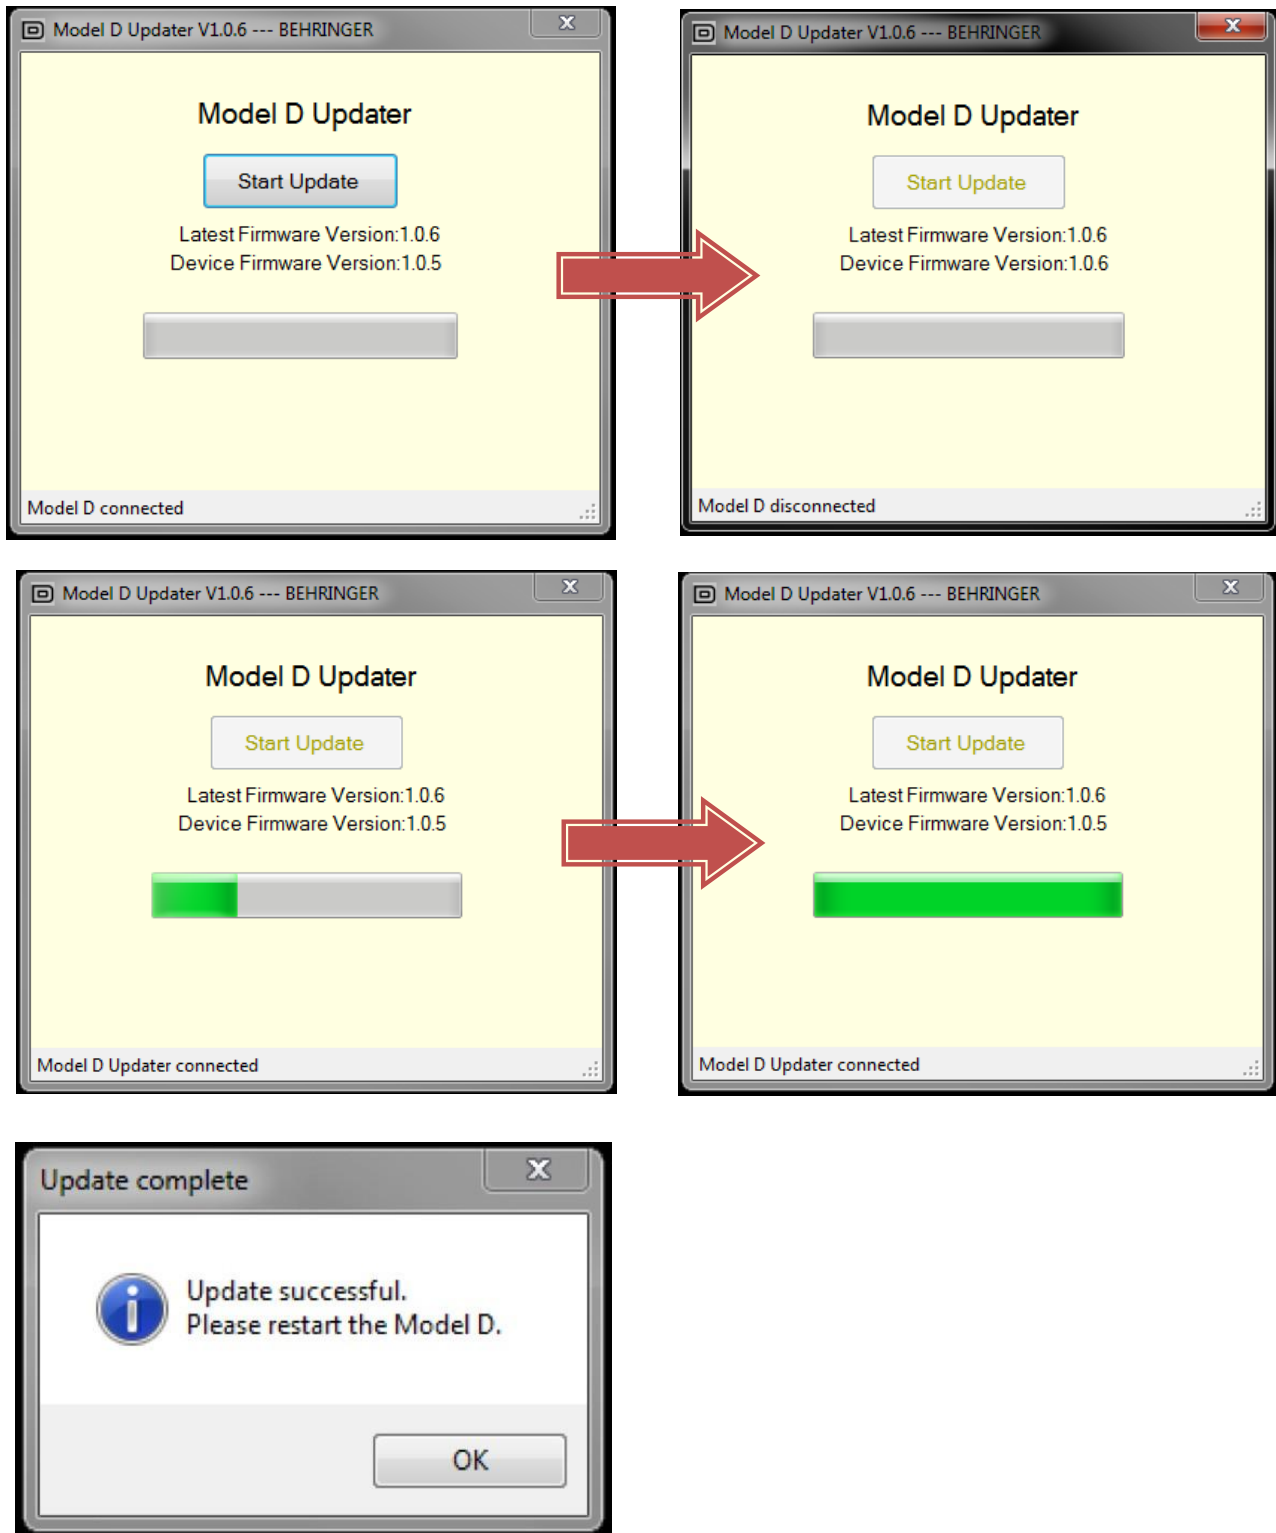 Model D Updater V1.0.6 --- BEHRINGER
Model D Updater
Start Update
Latest Firmware Version:1.0.6
Device Firmware Version:1.0.5
Model D connected
Model D Updater V1.0.6 --- BEHRINGER
Model D Updater
Start Update
Latest Firmware Version:1.0.6
Device Firmware Version:1.0.6
Model D disconnected
Model D Updater V1.0.6 --- BEHRINGER
Model D Updater
Start Update
Latest Firmware Version:1.0.6
Device Firmware Version:1.0.5
Model D Updater connected
Model D Updater V1.0.6 --- BEHRINGER
Model D Updater
Start Update
Latest Firmware Version:1.0.6
Device Firmware Version:1.0.5
Model D Updater connected
Update complete
Update successful.
Please restart the Model D.
OK